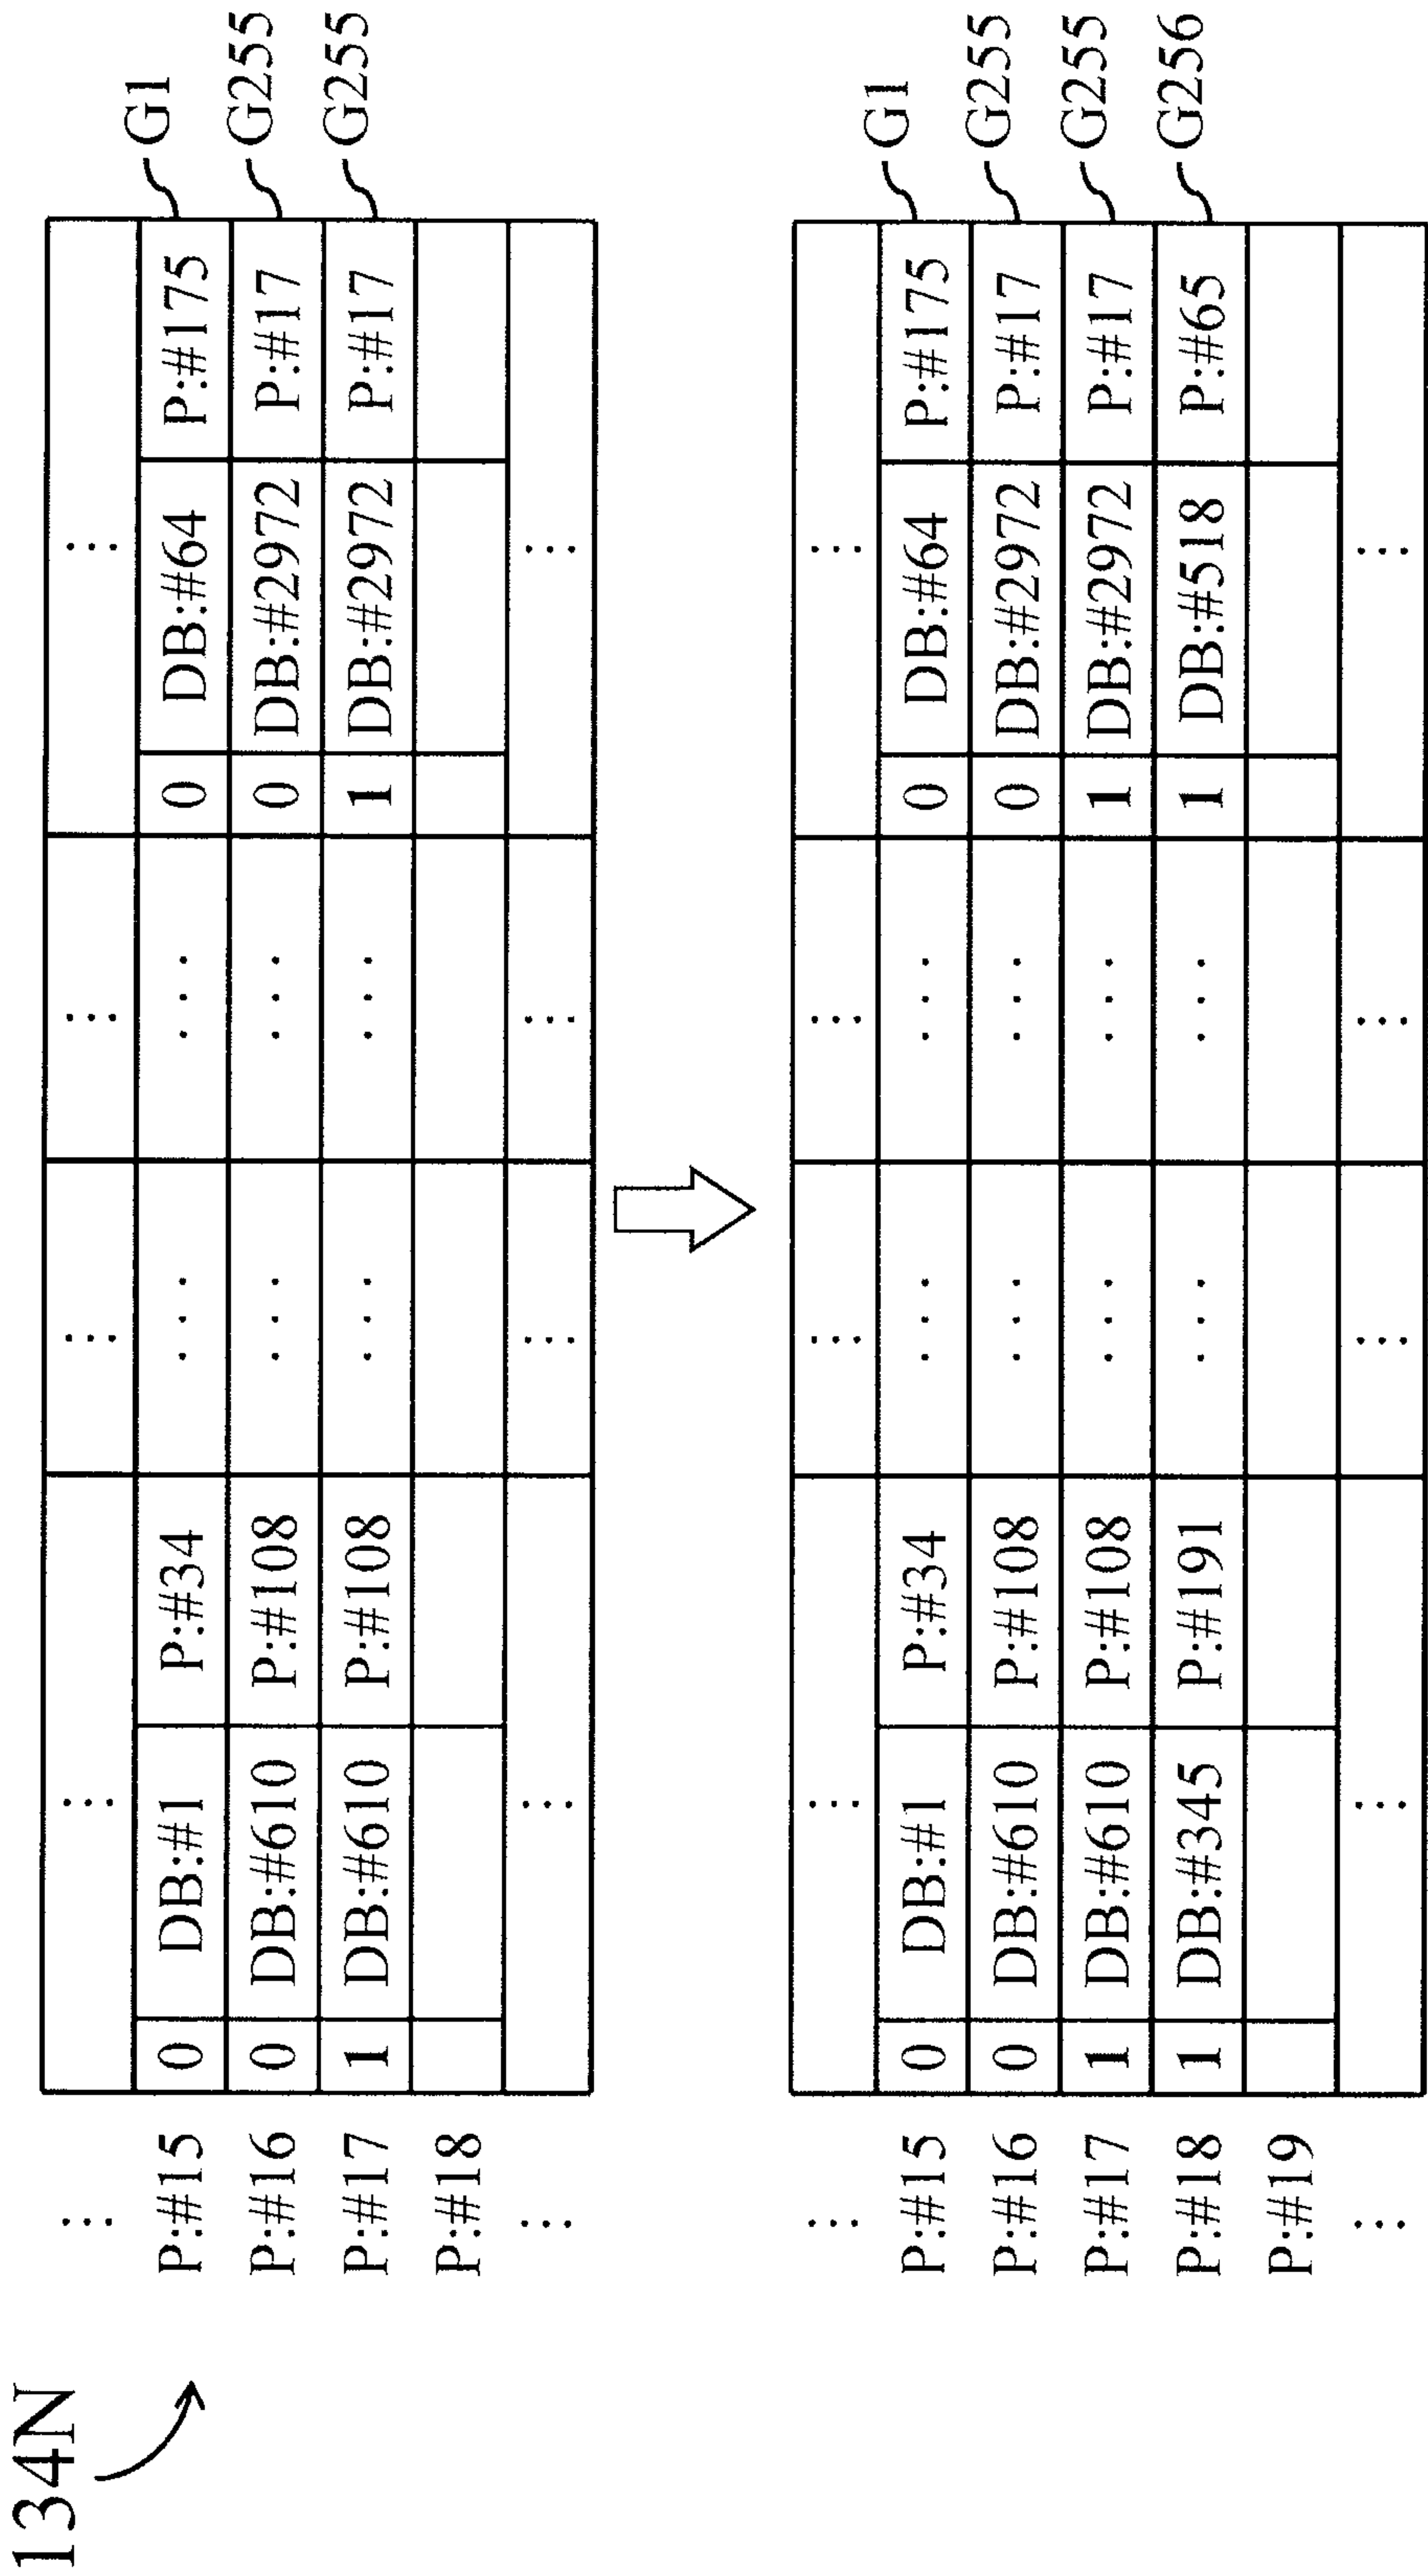 134N
... ... ... ... ...
P:#15 0 DB:#1 P:#34 ... ... 0 DB:#64 P:#175 G1
P:#16 0 DB:#610 P:#108 ... ... 0 DB:#2972 P:#17 G255
P:#17 1 DB:#610 P:#108 ... ... 1 DB:#2972 P:#17 G255
P:#18
... ... ... ... ...
... ... ... ... ...
P:#15 0 DB:#1 P:#34 ... ... 0 DB:#64 P:#175 G1
P:#16 0 DB:#610 P:#108 ... ... 0 DB:#2972 P:#17 G255
P:#17 1 DB:#610 P:#108 ... ... 1 DB:#2972 P:#17 G255
P:#18 1 DB:#345 P:#191 ... ... 1 DB:#518 P:#65 G256
P:#19
... ... ... ... ...